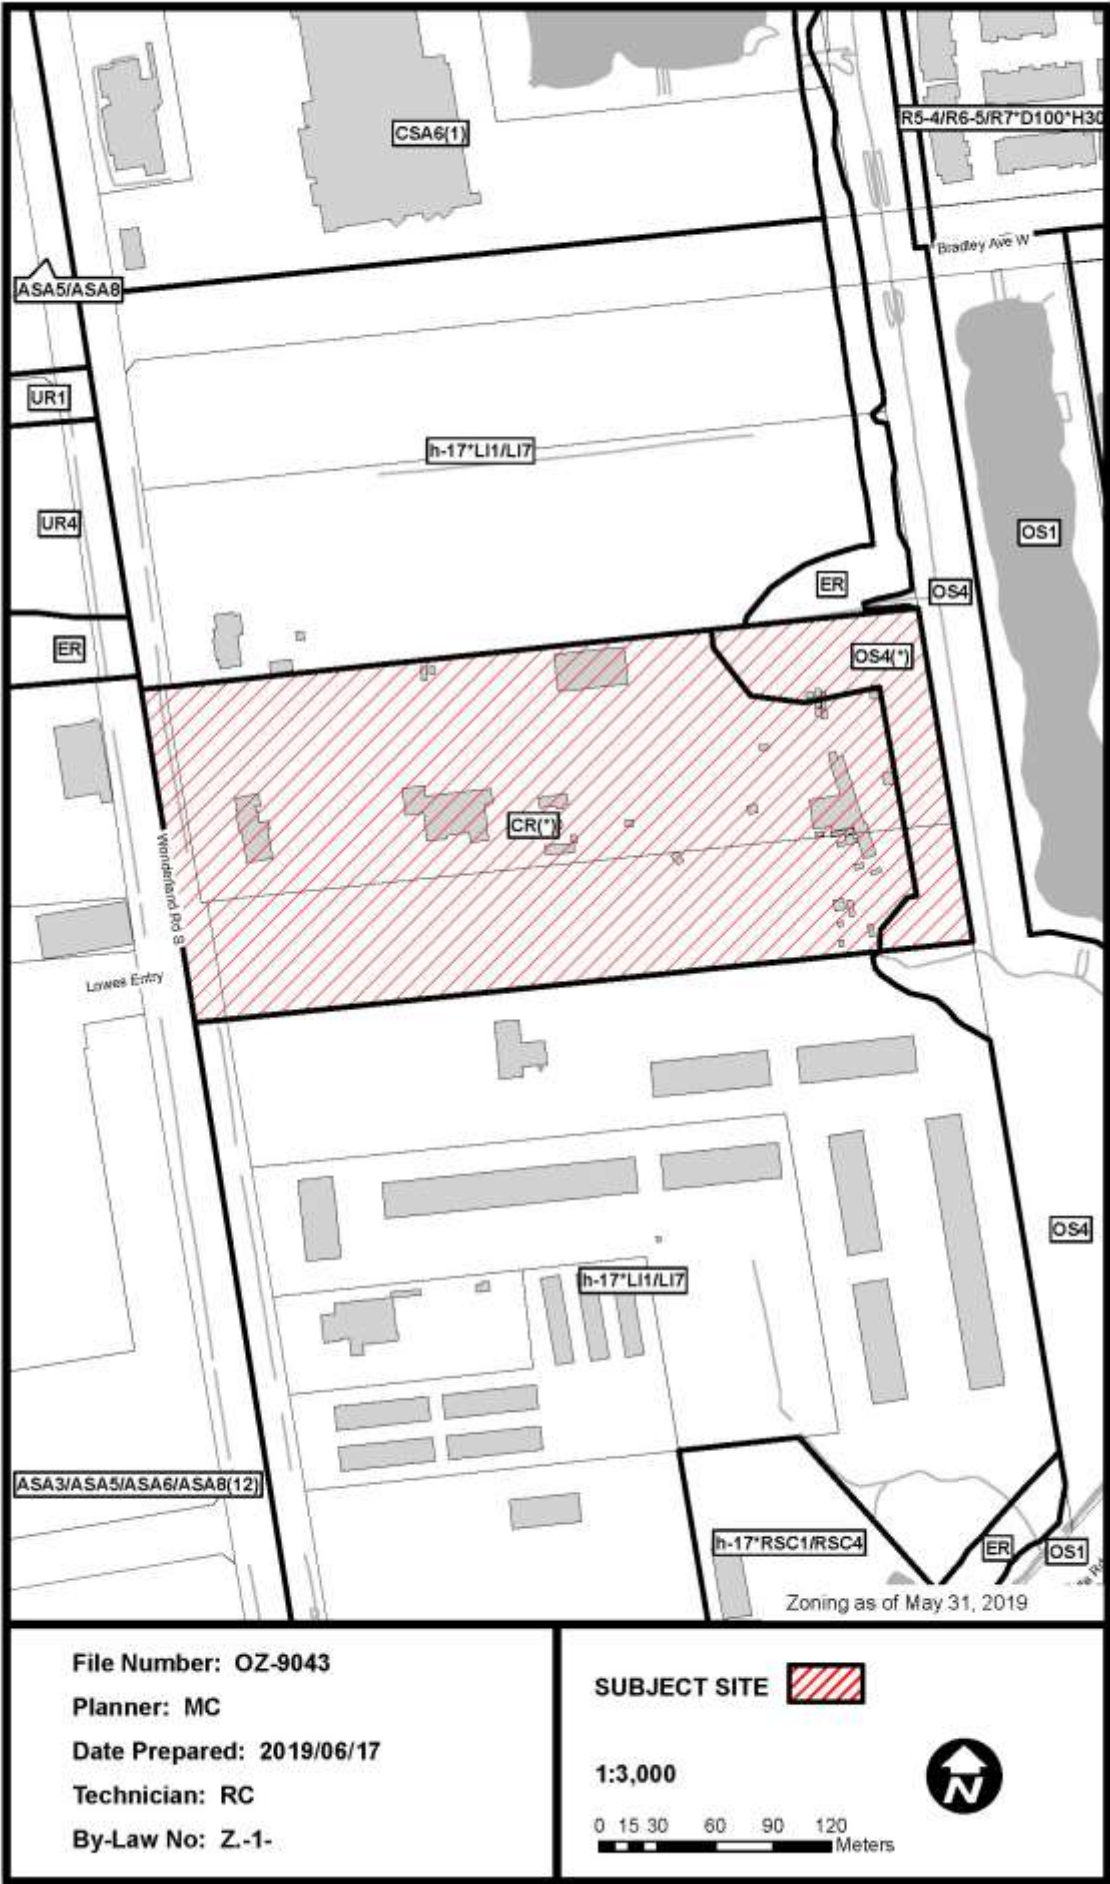 CSA6(1)
R5-4/R6-5/R7*D100*H30
Bradley Ave W
ASA5/ASA8
UR1
h-17*LI1/LI7
UR4
OS1
ER
OS4
ER
OS4(*)
CR(*)
Wonderland Rd S
Lowes Entry
OS4
h-17*LI1/LI7
ASA3/ASA5/ASA6/ASA8(12)
h-17*RSC1/RSC4
ER
OS1
Zoning as of May 31, 2019
File Number: OZ-9043
Planner: MC
Date Prepared: 2019/06/17
Technician: RC
By-Law No: Z.-1-
SUBJECT SITE
1:3,000
N
0 15 30 60 90 120
Meters